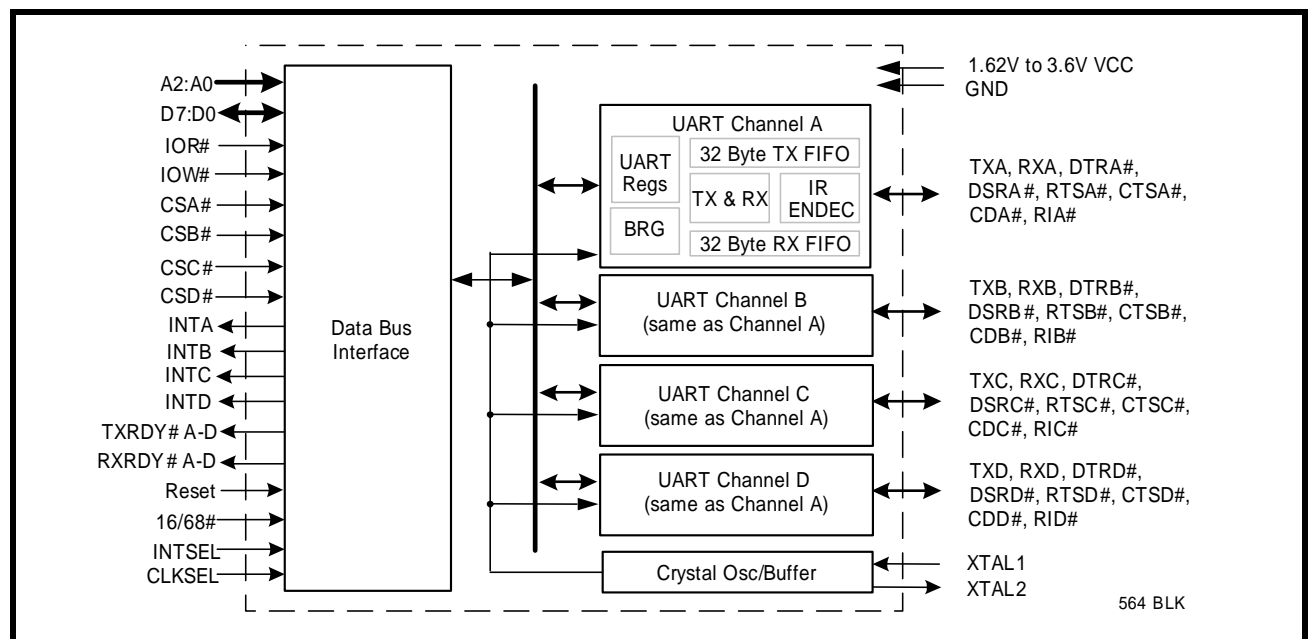 A2:A0
D7:D0
IOR#
IOW#
CSA#
CSB#
CSC#
CSD#
INTA
INTB
INTC
INTD
TXRDY# A-D
RXRDY# A-D
Reset
16/68#
INTSEL
CLKSEL
Data Bus
Interface
UART Channel A
UART
Regs
BRG
32 Byte TX FIFO
TX & RX
IR
ENDEC
32 Byte RX FIFO
UART Channel B
(same as Channel A)
UART Channel C
(same as Channel A)
UART Channel D
(same as Channel A)
Crystal Osc/Buffer
1.62V to 3.6V VCC
GND
TXA, RXA, DTRA#,
DSRA#, RTSA#, CTSA#,
CDA#, RIA#
TXB, RXB, DTRB#,
DSRB#, RTSB#, CTSB#,
CDB#, RIB#
TXC, RXC, DTRC#,
DSRC#, RTSC#, CTSC#,
CDC#, RIC#
TXD, RXD, DTRD#,
DSRD#, RTSD#, CTSD#,
CDD#, RID#
XTAL1
XTAL2
564 BLK